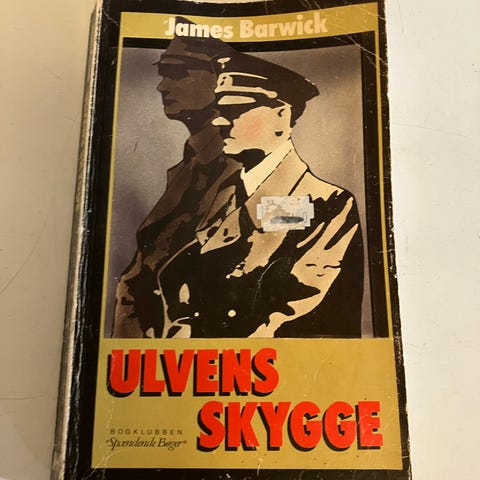 James Barwick
ULVENS
SKYGGE
BOGKLUBBEN
"Spændende Bøger"